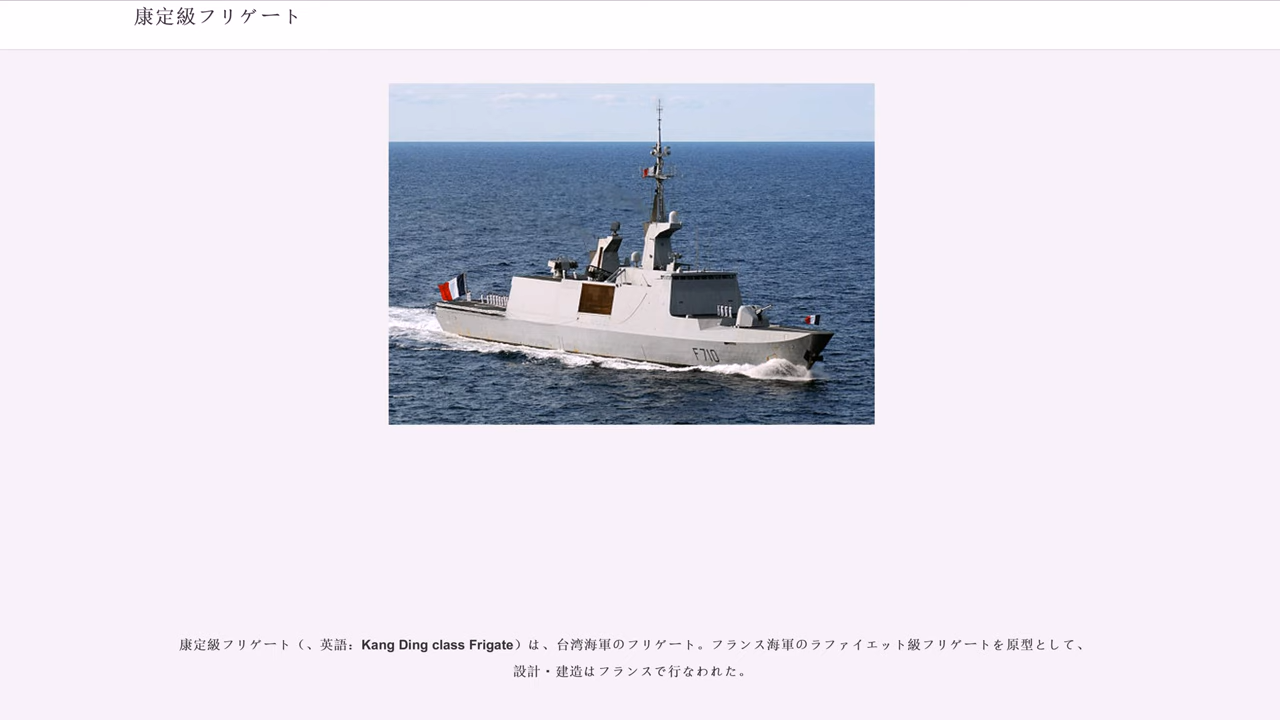 康定級フリゲート
F710
康定級フリゲート（、英語：Kang Ding class Frigate）は、台湾海軍のフリゲート。フランス海軍のラファイエット級フリゲートを原型として、
設計・建造はフランスで行なわれた。